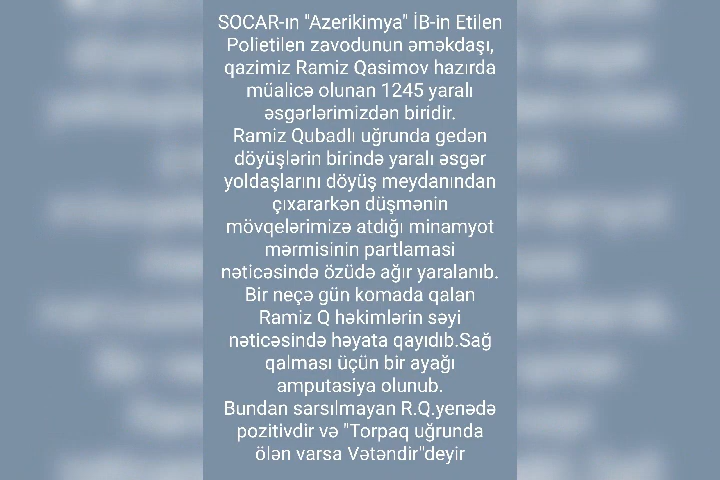 SOCAR-ın "Azerikimya" İB-in Etilen
Polietilen zavodunun əməkdaşı,
qazimiz Ramiz Qasimov hazırda
müalicə olunan 1245 yaralı
əsgərlərimizdən biridir.
Ramiz Qubadlı uğrunda gedən
döyüşlərin birində yaralı əsgər
yoldaşlarını döyüş meydanından
çıxararkən düşmənin
mövqelərimizə atdığı minamyot
mərmisinin partlamasi
nəticəsində özüdə ağır yaralanıb.
Bir neçə gün komada qalan
Ramiz Q həkimlərin səyi
nəticəsində həyata qayıdıb.Sağ
qalması üçün bir ayağı
amputasiya olunub.
Bundan sarsılmayan R.Q.yenədə
pozitivdir və "Torpaq uğrunda
ölən varsa Vətəndir"deyir